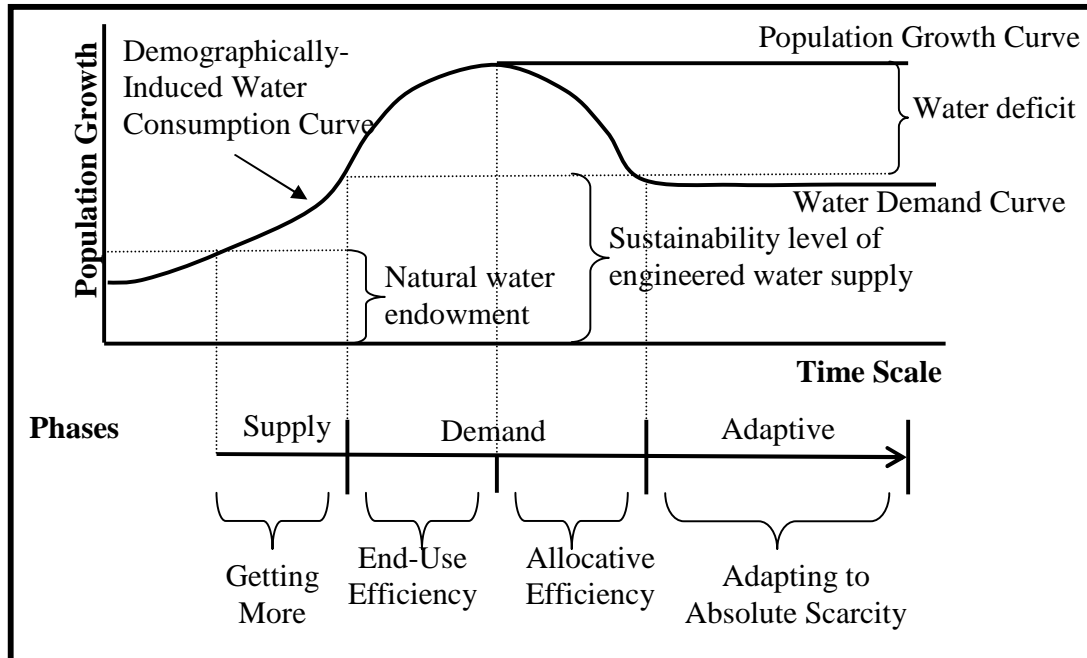 Population Growth
Demographically-
Induced Water
Consumption Curve
Population Growth Curve
Water deficit
Water Demand Curve
Sustainability level of
engineered water supply
Natural water
endowment
Time Scale
Phases
Supply
Demand
Adaptive
Getting
More
End-Use
Efficiency
Allocative
Efficiency
Adapting to
Absolute Scarcity